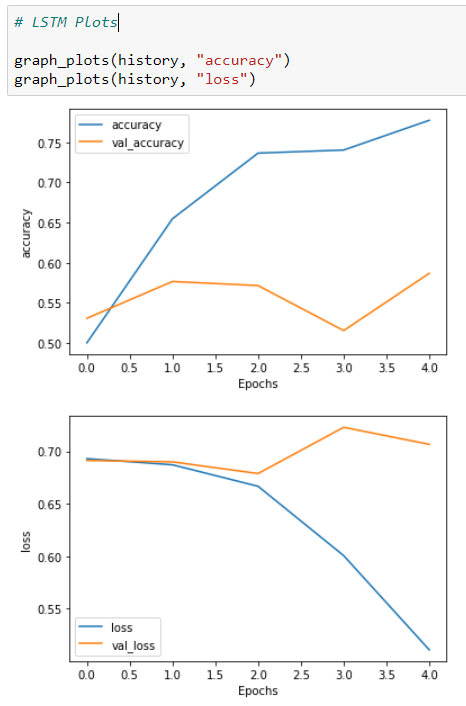 # LSTM Plots
graph_plots(history, "accuracy")
graph_plots(history, "loss")
accuracy
val_accuracy
0.75
0.70
0.65
0.60
0.55
0.50
accuracy
0.0 0.5 1.0 1.5 2.0 2.5 3.0 3.5 4.0
Epochs
0.70
0.65
0.60
0.55
loss
loss
val_loss
0.0 0.5 1.0 1.5 2.0 2.5 3.0 3.5 4.0
Epochs